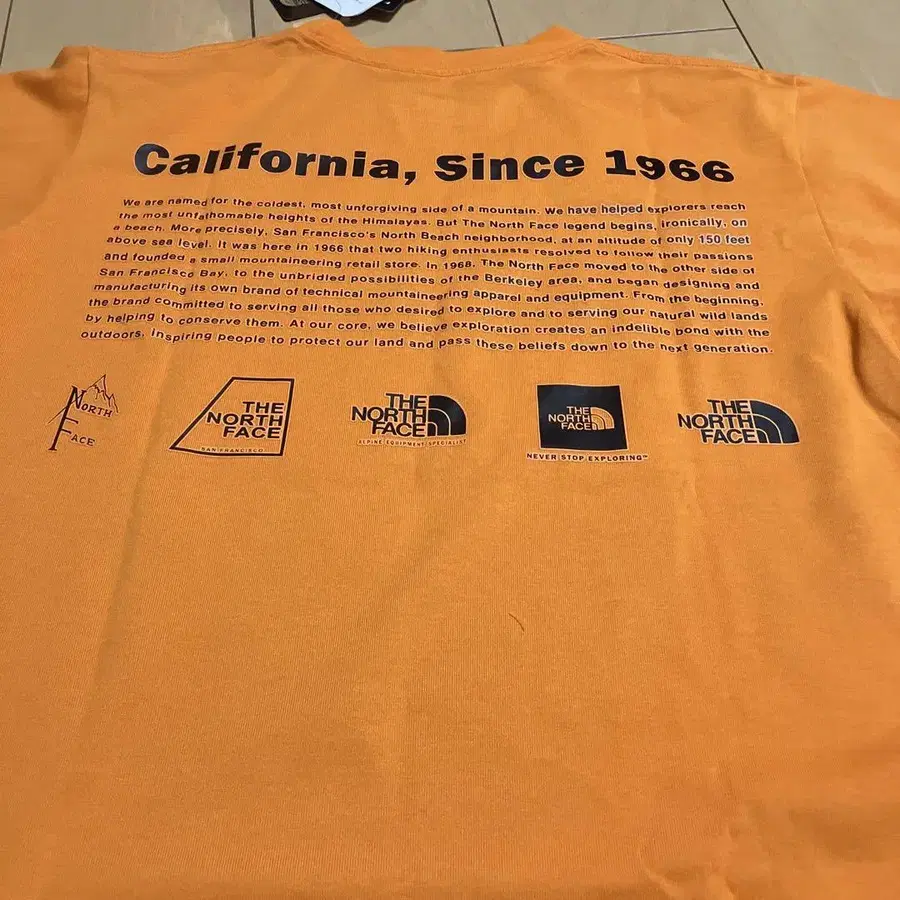 California, Since 1966
We are named for the coldest, most unforgiving side of a mountain. We have helped explorers reach
the most unfathomable heights of the Himalayas. But The North Face legend begins, ironically, on
a beach. More precisely, San Francisco's North Beach neighborhood, at an altitude of only 150 feet
above sea level. It was here in 1966 that two hiking enthusiasts resolved to follow their passions
and founded a small mountaineering retail store. In 1968, The North Face moved to the other side of
San Francisco Bay, to the unbridled possibilities of the Berkeley area, and began designing and
manufacturing its own brand of technical mountaineering apparel and equipment. From the beginning,
the brand committed to serving all those who desired to explore and to serving our natural wild lands
by helping to conserve them. At our core, we believe exploration creates an indelible bond with the
outdoors. Inspiring people to protect our land and pass these beliefs down to the next generation.
NORTH
FACE
THE
NORTH
FACE
SAN FRANCISCO
THE
NORTH
FACE
ALPINE EQUIPMENT SPECIALIST
THE
NORTH
FACE
NEVER STOP EXPLORING™
THE
NORTH
FACE